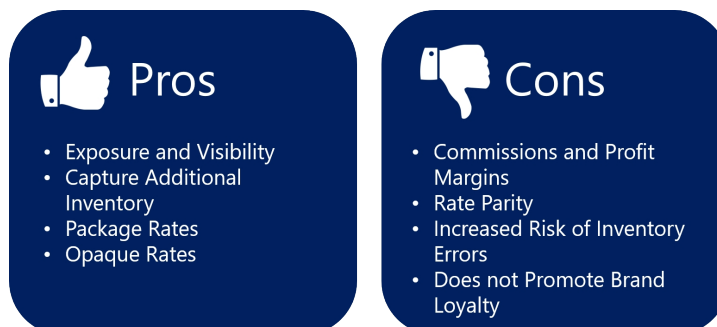 Pros
• Exposure and Visibility
• Capture Additional
Inventory
• Package Rates
• Opaque Rates
Cons
• Commissions and Profit
Margins
• Rate Parity
• Increased Risk of Inventory
Errors
• Does not Promote Brand
Loyalty